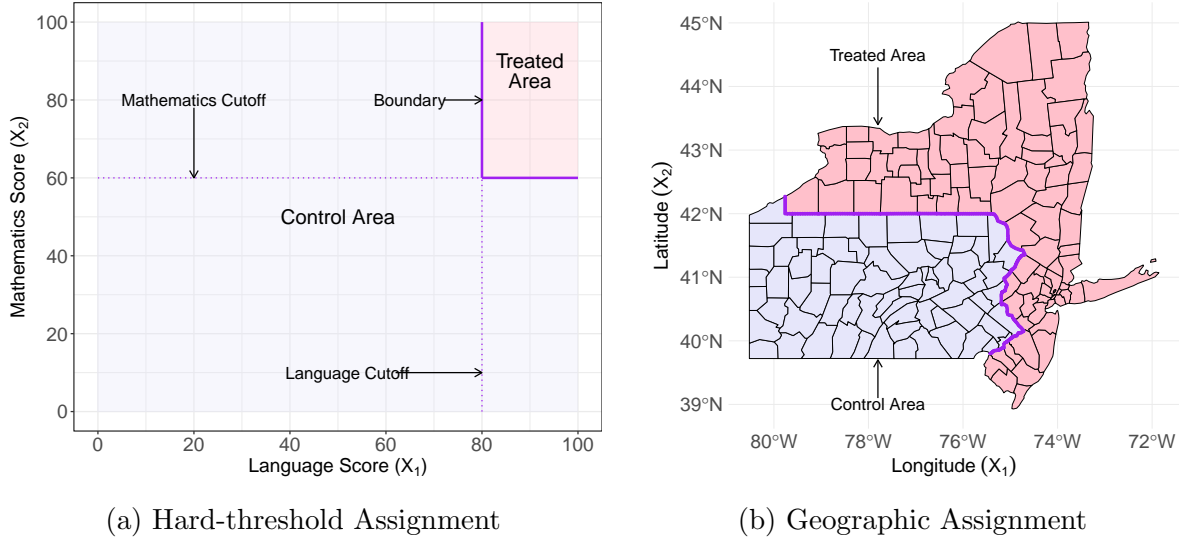 100
80
60
40
20
0
Mathematics Score (X₂)
Treated
Area
Mathematics Cutoff
Boundary
Control Area
Language Cutoff
0
20
40
60
80
100
Language Score (X₁)
(a) Hard-threshold Assignment
45°N
44°N
43°N
42°N
41°N
40°N
39°N
Latitude (X₂)
Treated Area
Control Area
80°W
78°W
76°W
74°W
72°W
Longitude (X₁)
(b) Geographic Assignment